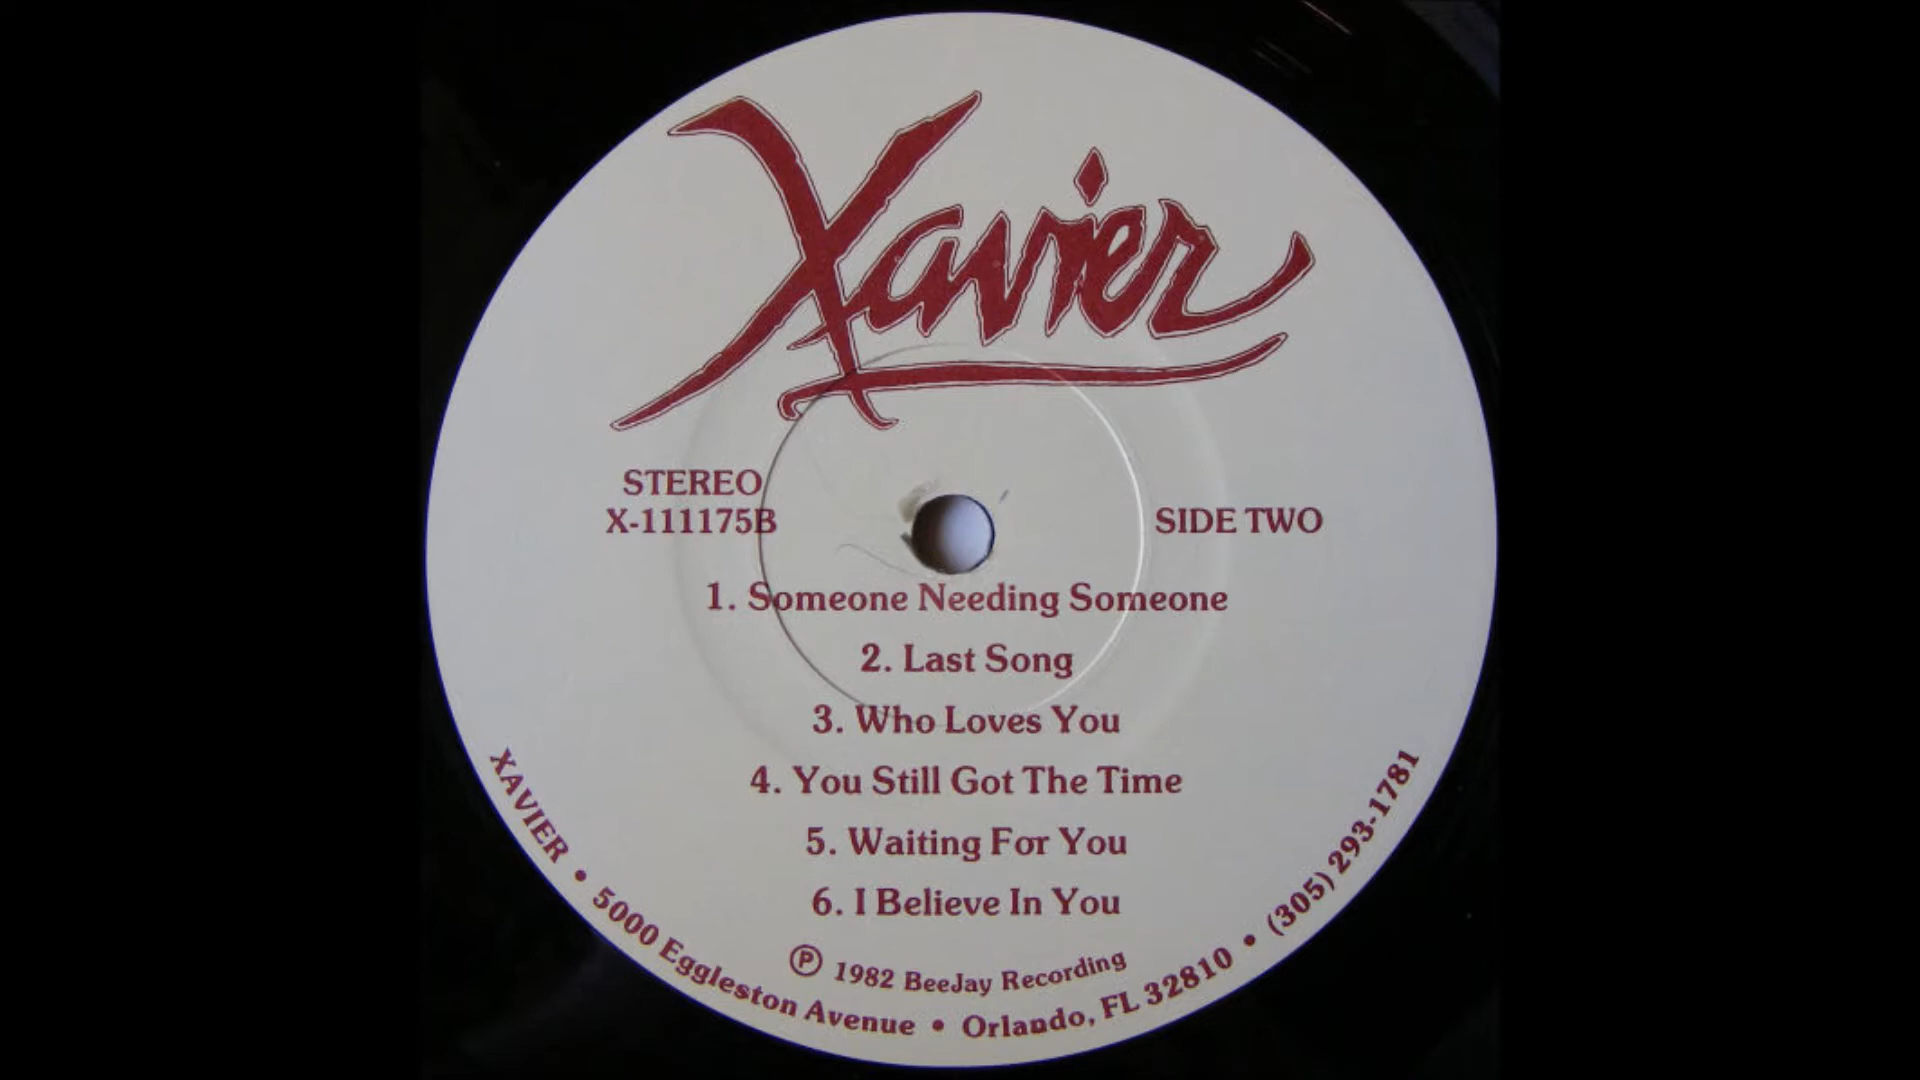 Xavier
STEREO
X-111175B
SIDE TWO
1. Someone Needing Someone
2. Last Song
3. Who Loves You
4. You Still Got The Time
5. Waiting For You
6. I Believe In You
Ⓟ 1982 BeeJay Recording
XAVIER • 5000 Eggleston Avenue • Orlando, FL 32810 • (305) 293-1781